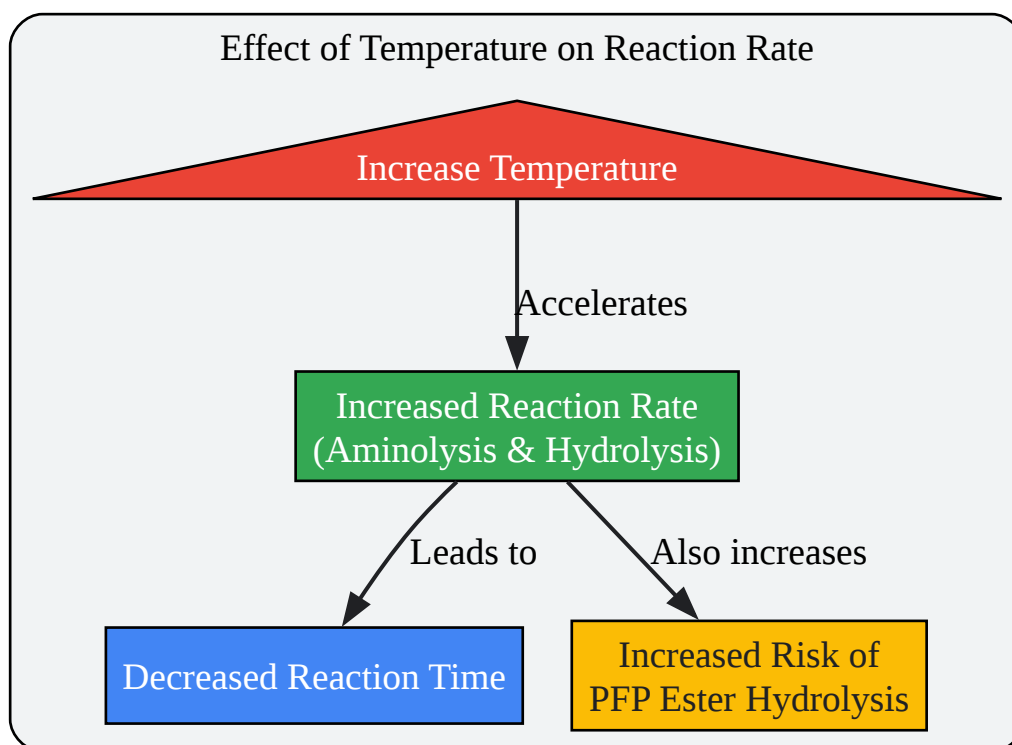 Effect of Temperature on Reaction Rate
Increase Temperature
Accelerates
Increased Reaction Rate
(Aminolysis & Hydrolysis)
Leads to
Also increases
Decreased Reaction Time
Increased Risk of
PFP Ester Hydrolysis